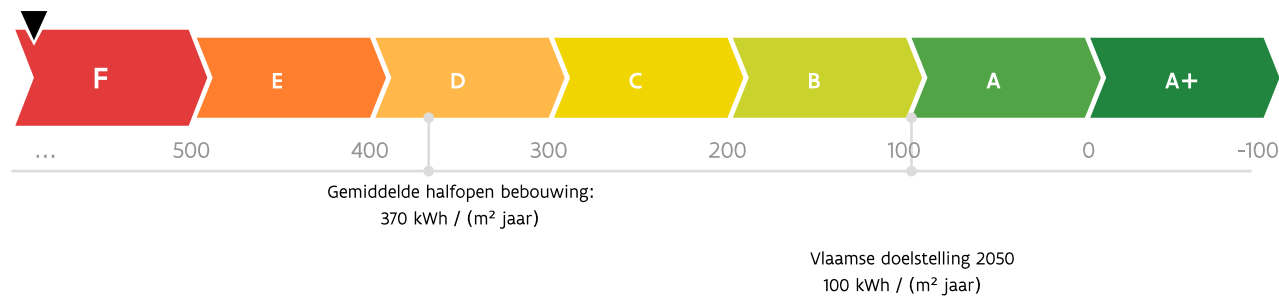 F E D C B A A+
... 500 400 300 200 100 0 -100
Gemiddelde halfopen bebouwing:
370 kWh / (m² jaar)
Vlaamse doelstelling 2050
100 kWh / (m² jaar)